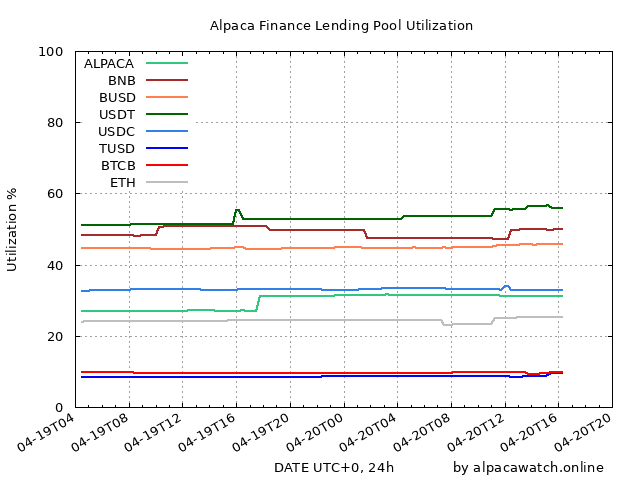 Alpaca Finance Lending Pool Utilization
100
80
60
40
20
0
Utilization %
ALPACA
BNB
BUSD
USDT
USDC
TUSD
BTCB
ETH
04-19T04
04-19T08
04-19T12
04-19T16
04-19T20
04-20T00
04-20T04
04-20T08
04-20T12
04-20T16
04-20T20
DATE UTC+0, 24h
by alpacawatch.online